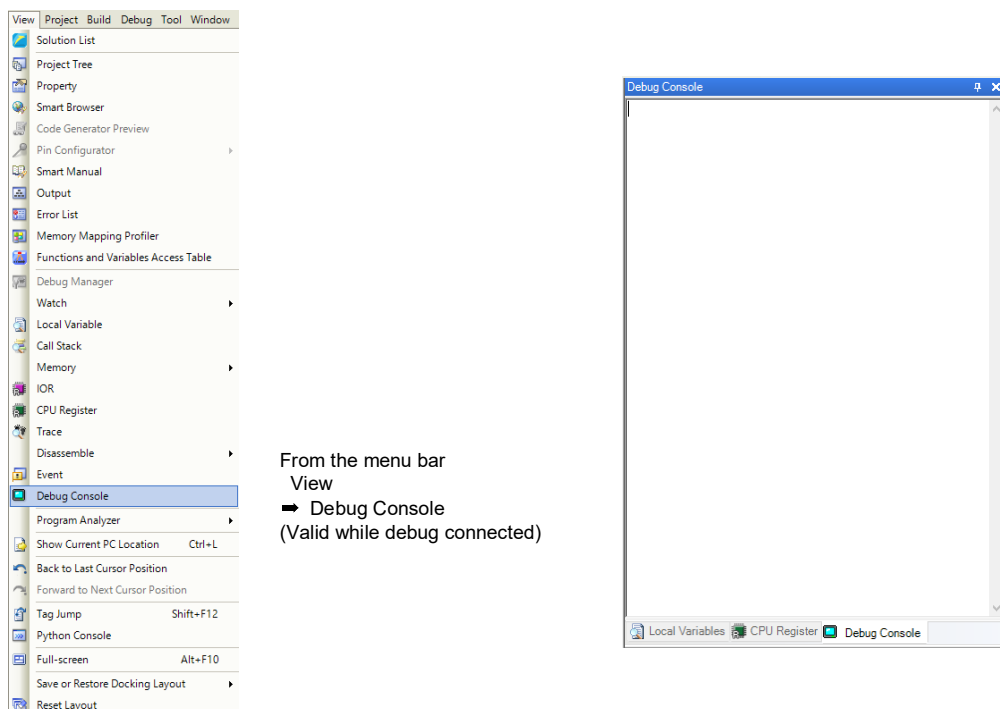 View Project Build Debug Tool Window
Solution List
Project Tree
Property
Smart Browser
Code Generator Preview
Pin Configurator
Smart Manual
Output
Error List
Memory Mapping Profiler
Functions and Variables Access Table
Debug Manager
Watch
Local Variable
Call Stack
Memory
IOR
CPU Register
Trace
Disassemble
Event
Debug Console
Program Analyzer
Show Current PC Location Ctrl+L
Back to Last Cursor Position
Forward to Next Cursor Position
Tag Jump Shift+F12
Python Console
Full-screen Alt+F10
Save or Restore Docking Layout
Reset Layout
From the menu bar
View
➡ Debug Console
(Valid while debug connected)
Debug Console
Local Variables CPU Register Debug Console